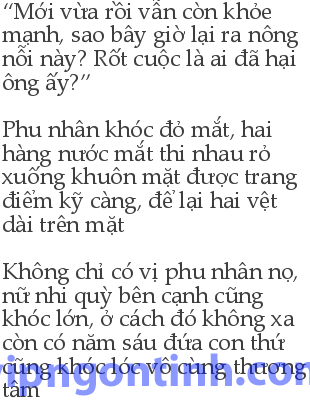 “Mới vừa rồi vẫn còn khỏe
mạnh, sao bây giờ lại ra nông
nỗi này? Rốt cuộc là ai đã hại
ông ấy?”
Phu nhân khóc đỏ mắt, hai
hàng nước mắt thi nhau rỏ
xuống khuôn mặt được trang
điểm kỹ càng, để lại hai vệt
dài trên mặt
Không chỉ có vị phu nhân nọ,
nữ nhi quỳ bên cạnh cũng
khóc lớn, ở cách đó không xa
còn có năm sáu đứa con thứ
cũng khóc lóc vô cùng thương
tâm
vipngontinh.com